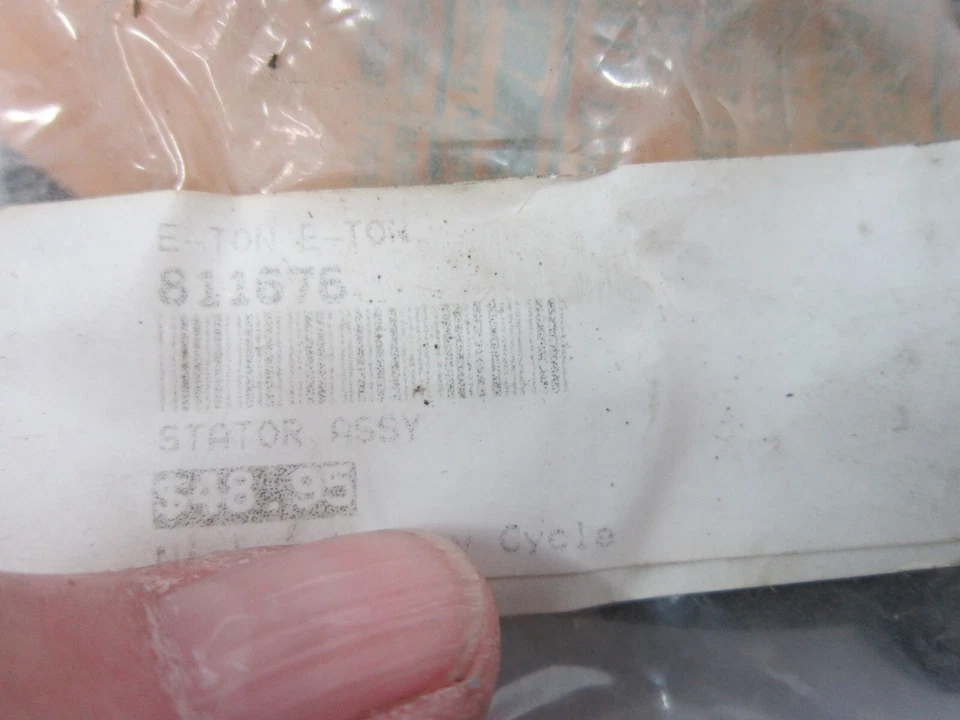 E-TON E-TON
811676
STATOR ASSY
$48.95
Cycle